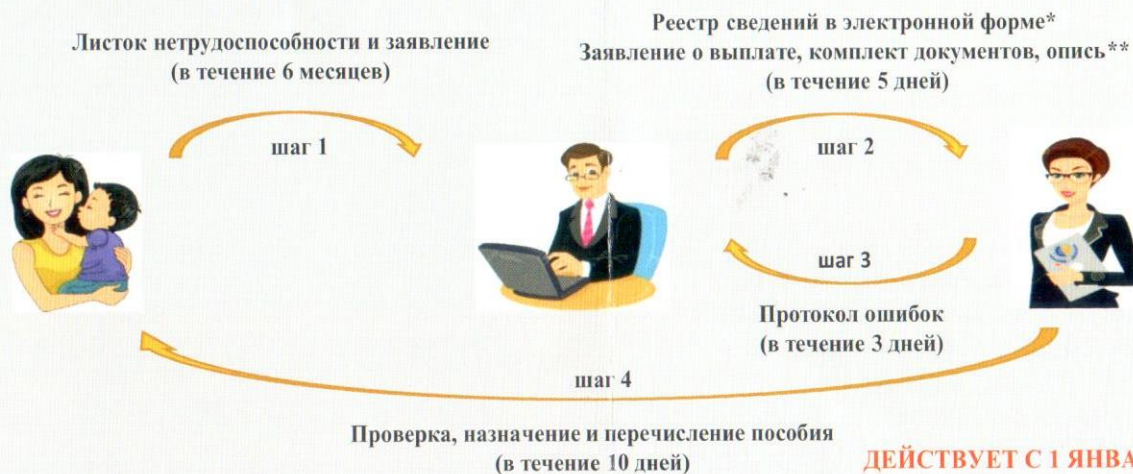 Листок нетрудоспособности и заявление
(в течение 6 месяцев)
Реестр сведений в электронной форме*
Заявление о выплате, комплект документов, опись**
(в течение 5 дней)
шаг 1
шаг 2
шаг 3
Протокол ошибок
(в течение 3 дней)
шаг 4
Проверка, назначение и перечисление пособия
(в течение 10 дней)
ДЕЙСТВУЕТ С 1 ЯНВА